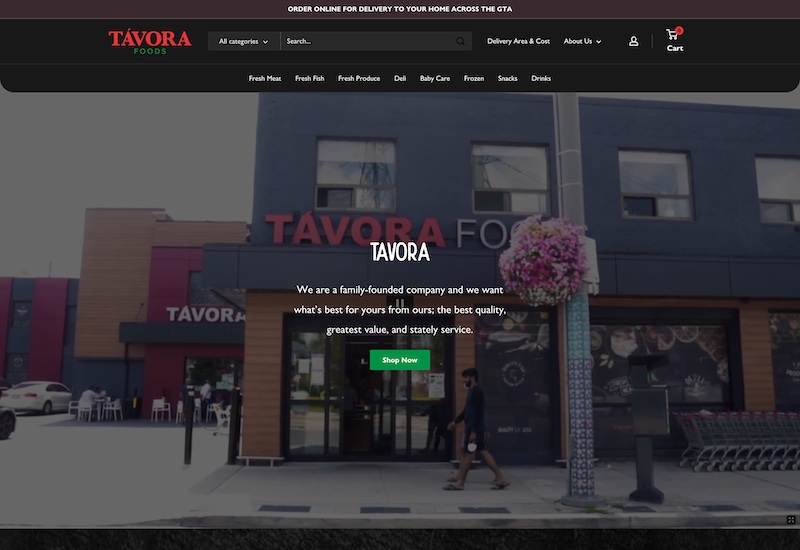 ORDER ONLINE FOR DELIVERY TO YOUR HOME ACROSS THE GTA
TÁVORA
FOODS
All categories
Search...
Delivery Area & Cost
About Us
0
Cart
Fresh Meat
Fresh Fish
Fresh Produce
Deli
Baby Care
Frozen
Snacks
Drinks
TÁVORA FOO
TAVORA
We are a family-founded company and we want
what's best for yours from ours; the best quality,
greatest value, and stately service.
TÁVORA
Shop Now